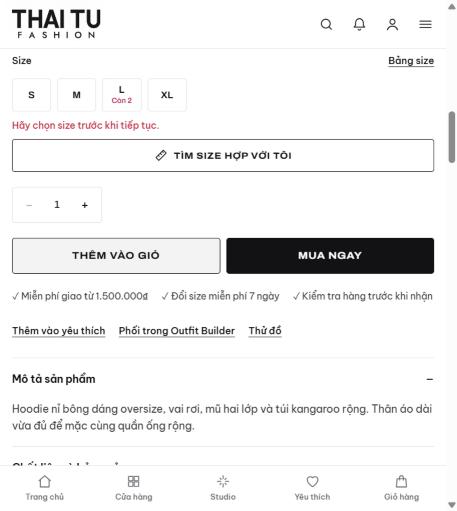 THAI TU
FASHION
Size
Bảng size
S
M
L
Còn 2
XL
Hãy chọn size trước khi tiếp tục.
TÌM SIZE HỢP VỚI TÔI
− 1 +
THÊM VÀO GIỎ
MUA NGAY
✓ Miễn phí giao từ 1.500.000₫ ✓ Đổi size miễn phí 7 ngày ✓ Kiểm tra hàng trước khi nhận
Thêm vào yêu thích Phối trong Outfit Builder Thử đồ
Mô tả sản phẩm −
Hoodie nỉ bông dáng oversize, vai rơi, mũ hai lớp và túi kangaroo rộng. Thân áo dài
vừa đủ để mặc cùng quần ống rộng.
Trang chủ
Cửa hàng
Studio
Yêu thích
Giỏ hàng